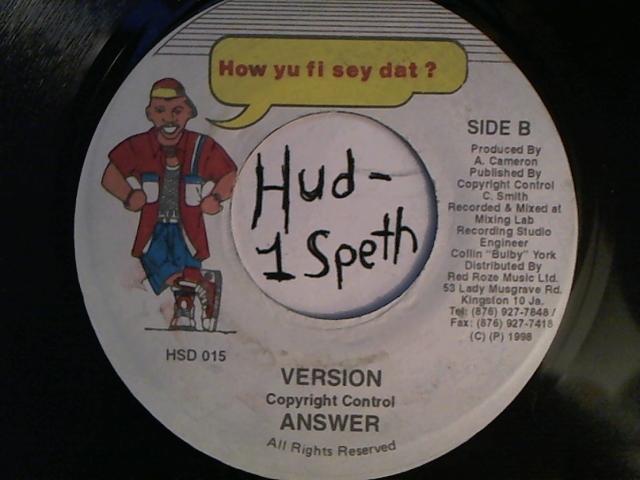 How yu fi sey dat ?
SIDE B
Produced By
A. Cameron
Published By
Copyright Control
C. Smith
Recorded & Mixed at
Mixing Lab
Recording Studio
Engineer
Collin "Bulby" York
Distributed By
Red Roze Music Ltd.
53 Lady Musgrave Rd.
Kingston 10 Ja.
Tel: (876) 927-7848 /
Fax: (876) 927-7418
(C) (P) 1998
Hud-
1 Speth
HSD 015
VERSION
Copyright Control
ANSWER
All Rights Reserved